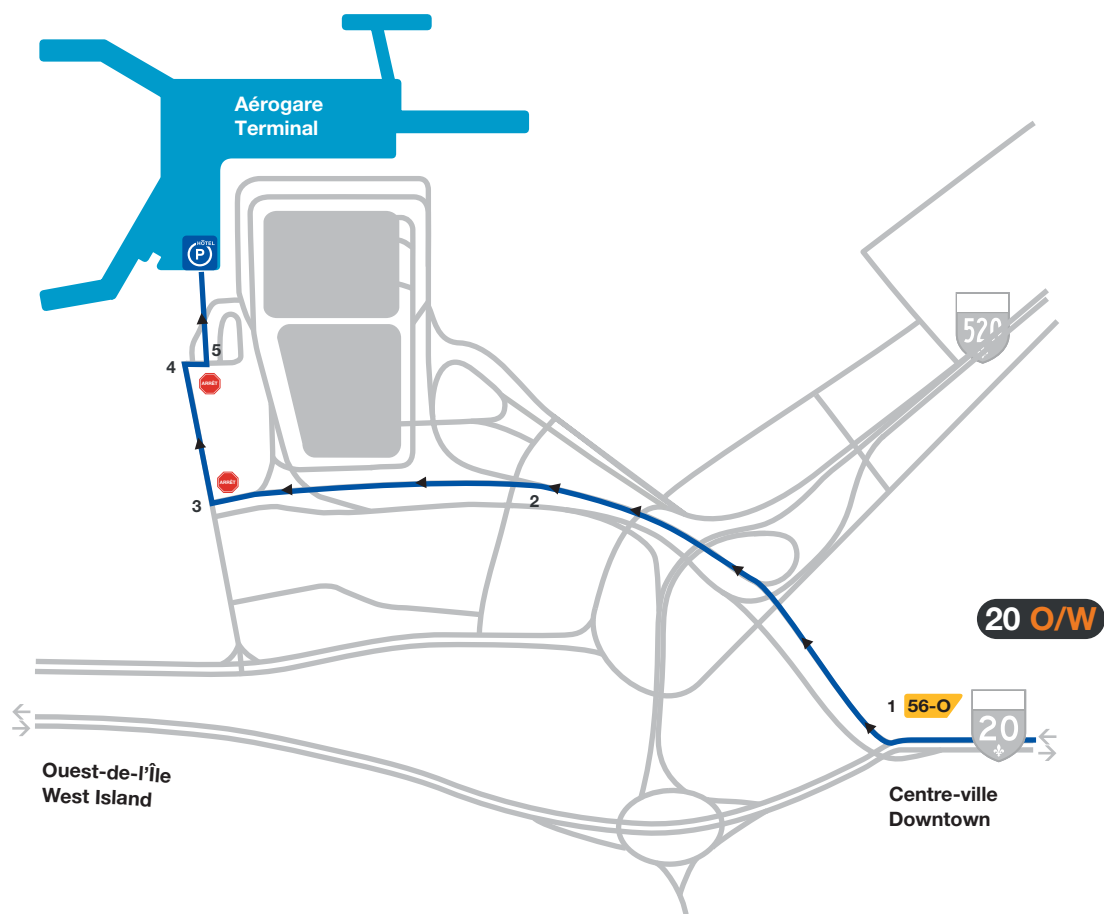 Aérogare
Terminal
HÔTEL
P
520
5
4
ARRÊT
ARRÊT
3
2
20 O/W
1 56-O
20
Ouest-de-l'Île
West Island
Centre-ville
Downtown